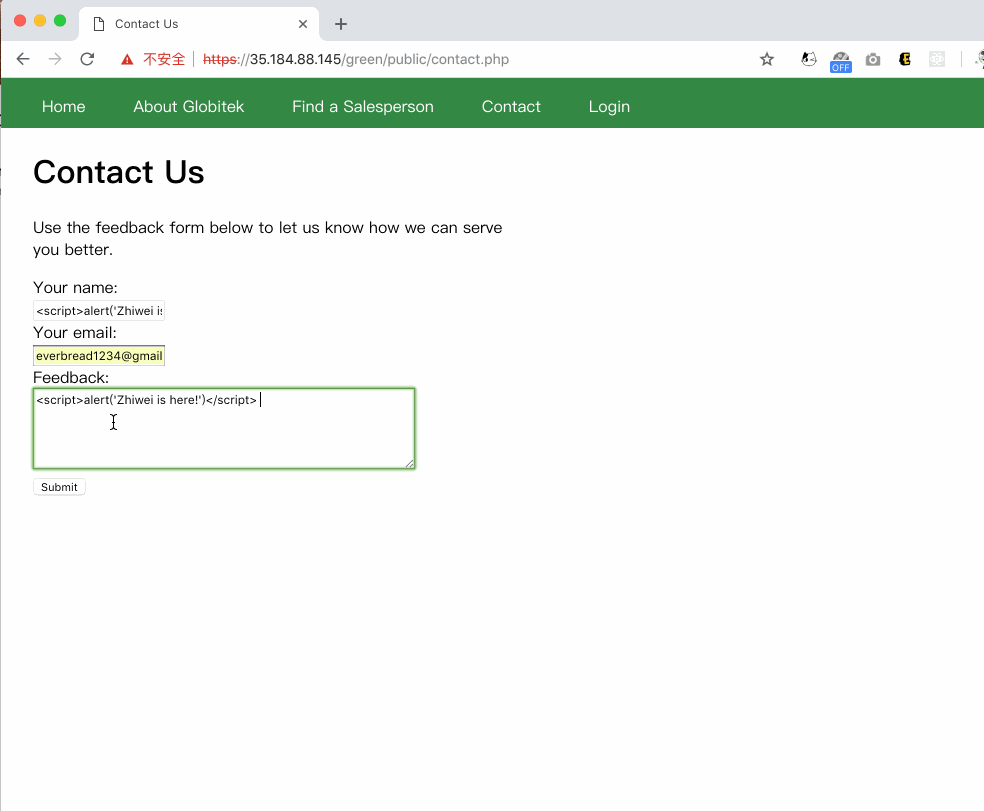 Contact Us
不安全 https://35.184.88.145/green/public/contact.php
OFF
Home About Globitek Find a Salesperson Contact Login
Contact Us
Use the feedback form below to let us know how we can serve
you better.
Your name:
<script>alert('Zhiwei is
Your email:
everbread1234@gmail
Feedback:
<script>alert('Zhiwei is here!')</script>
Submit